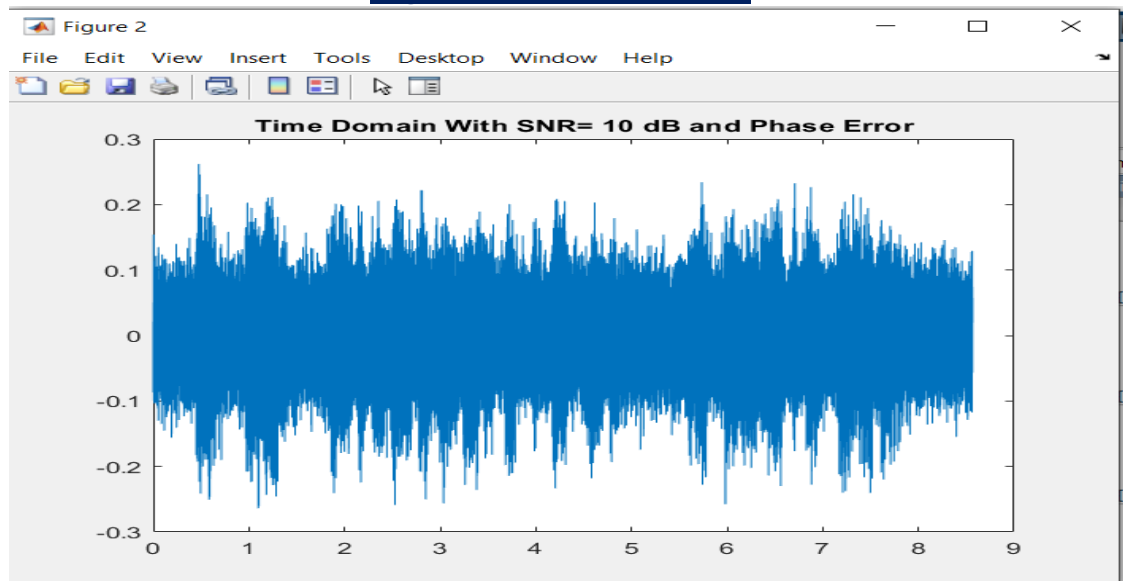 Figure 2
File Edit View Insert Tools Desktop Window Help
Time Domain With SNR= 10 dB and Phase Error
0.3
0.2
0.1
0
-0.1
-0.2
-0.3
0 1 2 3 4 5 6 7 8 9